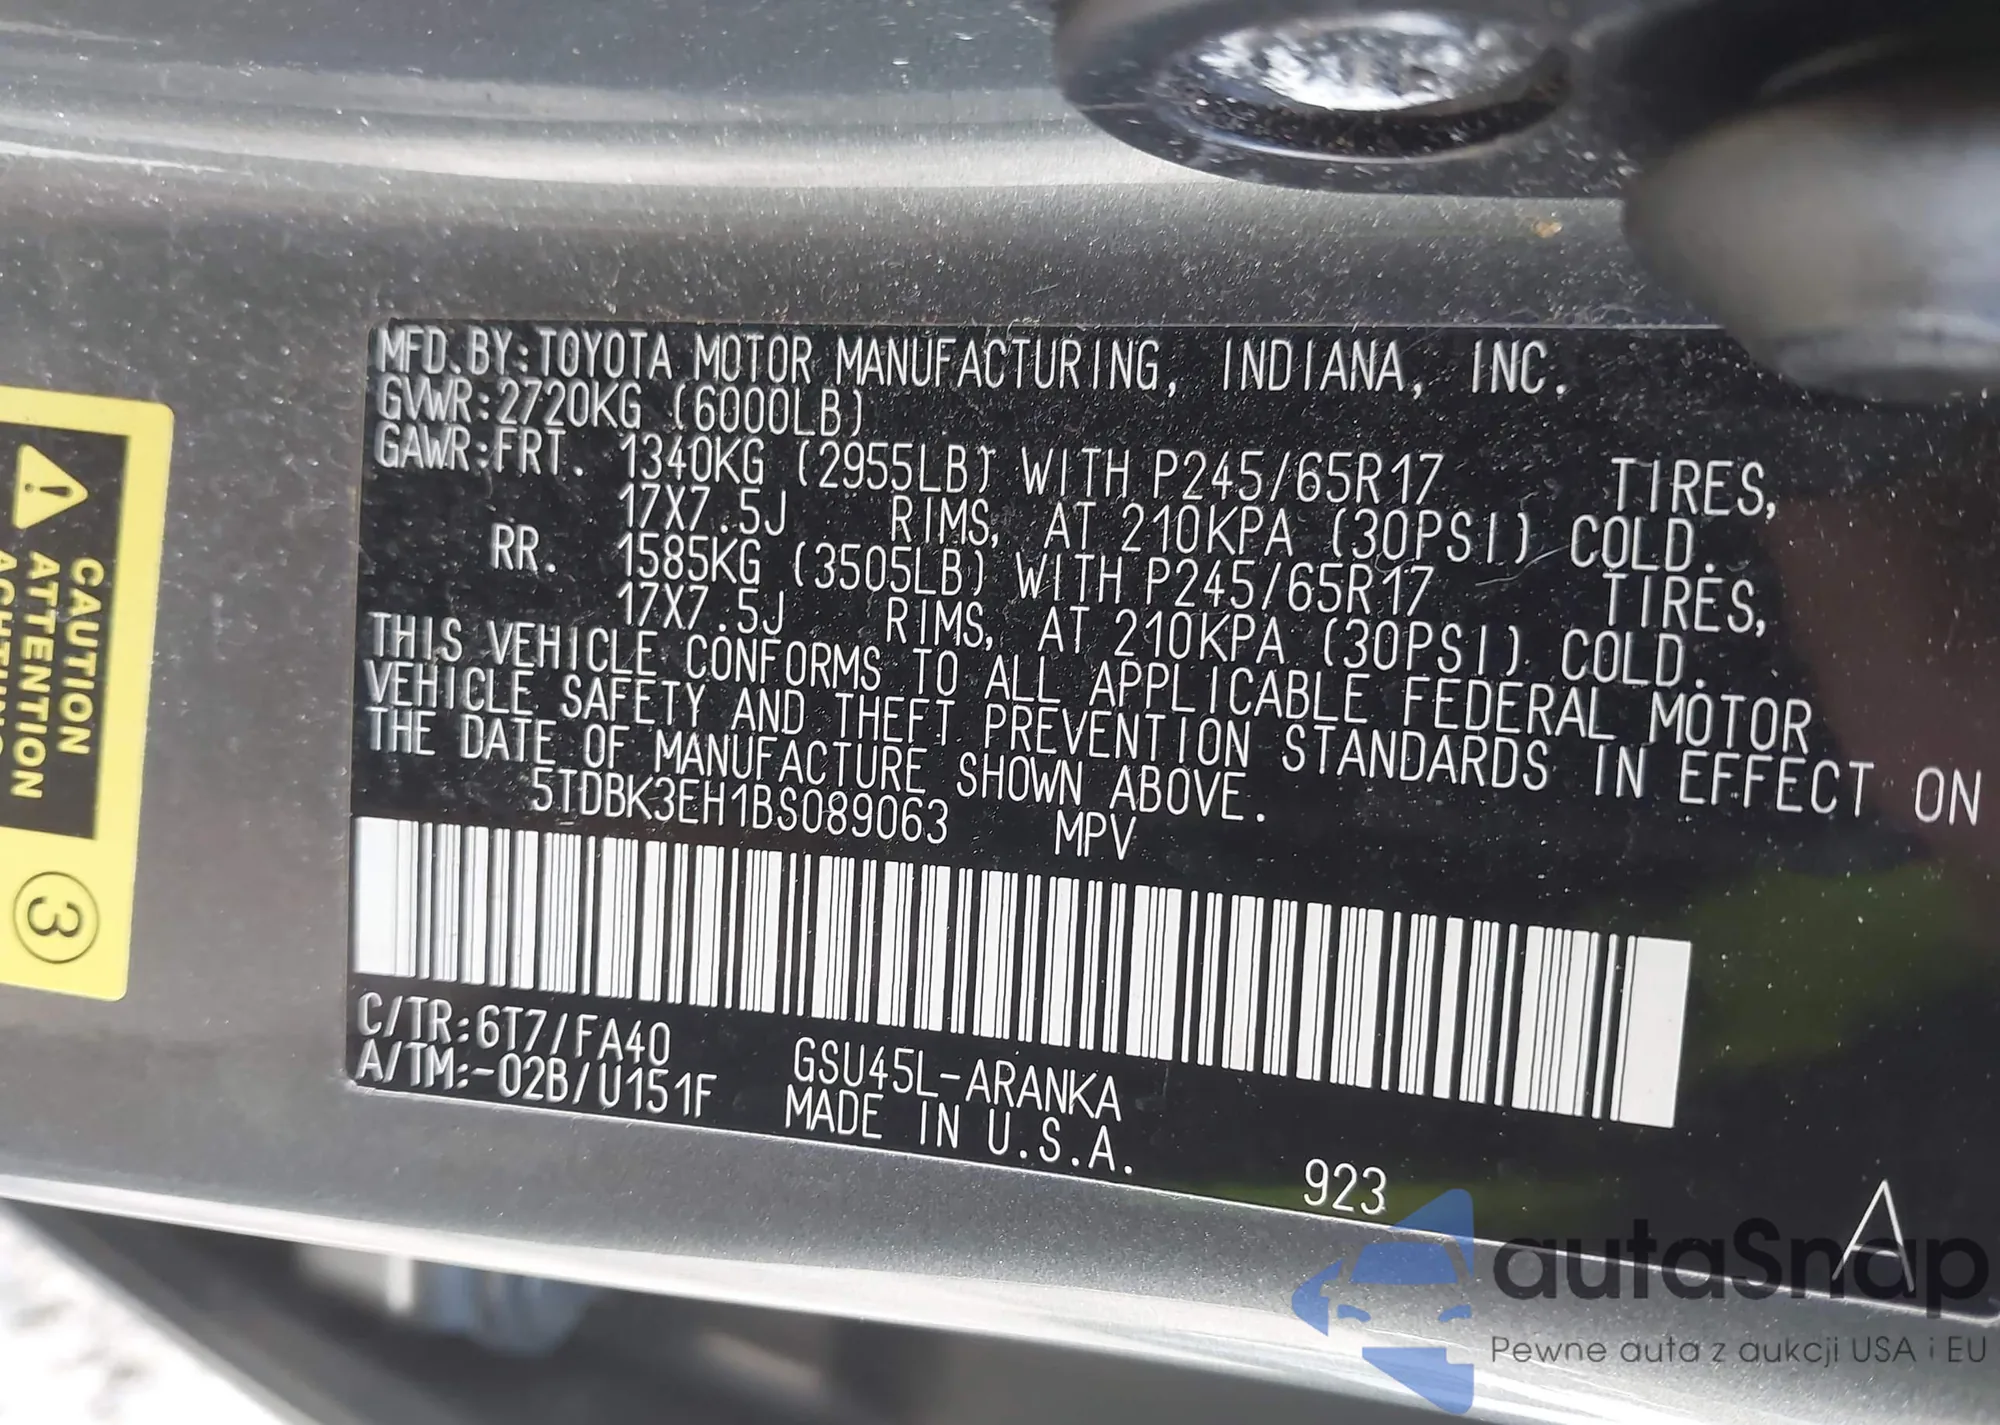 MFD.BY:TOYOTA MOTOR MANUFACTURING, INDIANA, INC.
GVWR:2720KG (6000LB)
GAWR:FRT. 1340KG (2955LB) WITH P245/65R17 TIRES,
17X7.5J RIMS, AT 210KPA (30PSI) COLD.
RR. 1585KG (3505LB) WITH P245/65R17 TIRES,
17X7.5J RIMS, AT 210KPA (30PSI) COLD.
THIS VEHICLE CONFORMS TO ALL APPLICABLE FEDERAL MOTOR
VEHICLE SAFETY AND THEFT PREVENTION STANDARDS IN EFFECT ON
THE DATE OF MANUFACTURE SHOWN ABOVE.
5TDBK3EH1BS089063 MPV
C/TR:6T7/FA40
A/TM:-02B/U151F
GSU45L-ARANKA
MADE IN U.S.A.
923
A
CAUTION
ATTENTION
3
autoSnap
Pewne auta z aukcji USA i EU